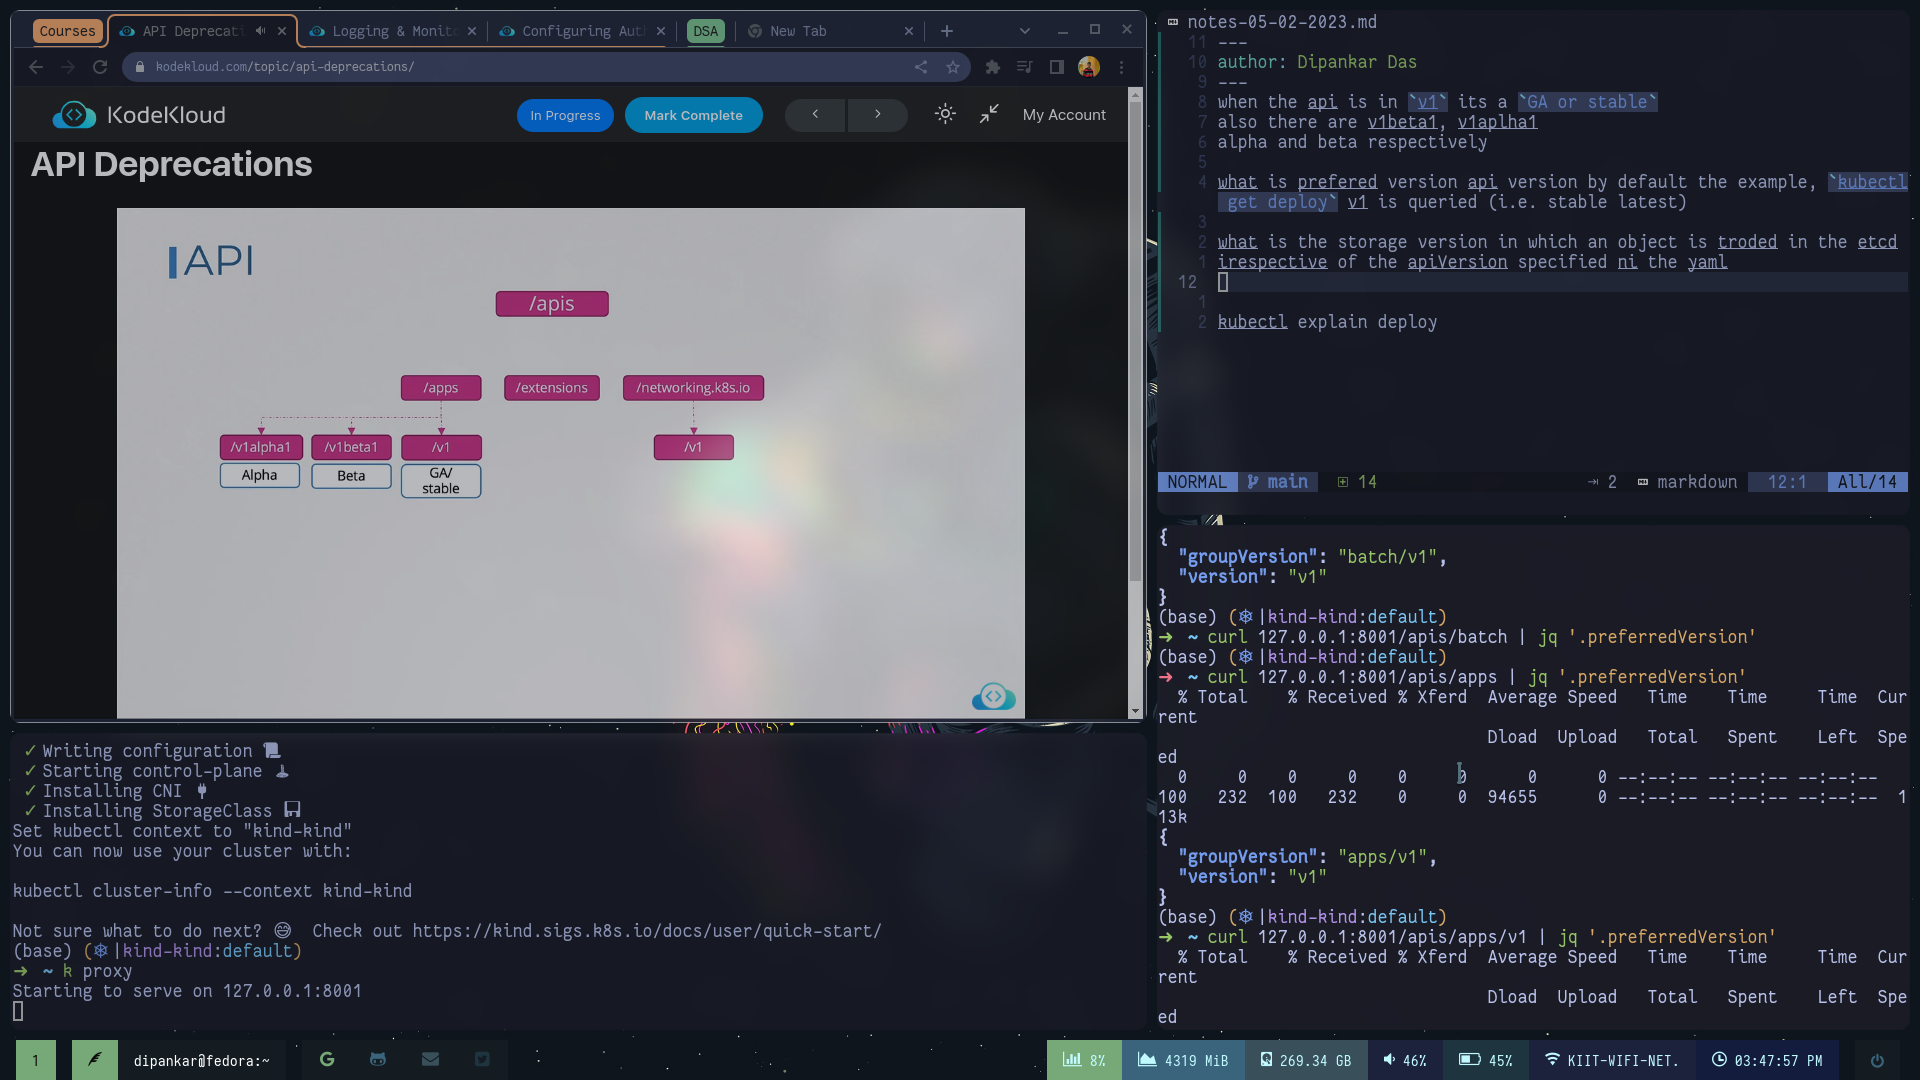 Courses
API Deprecati
Logging & Monito
Configuring Aut
DSA
New Tab
kodekloud.com/topic/api-deprecations/
KodeKloud
In Progress
Mark Complete
My Account
API Deprecations
API
/apis
/apps
/extensions
/networking.k8s.io
/v1alpha1
/v1beta1
/v1
/v1
Alpha
Beta
GA/
stable
✓ Writing configuration 📜
✓ Starting control-plane 🕹
✓ Installing CNI 🔌
✓ Installing StorageClass 💾
Set kubectl context to "kind-kind"
You can now use your cluster with:
kubectl cluster-info --context kind-kind
Not sure what to do next? 😅 Check out https://kind.sigs.k8s.io/docs/user/quick-start/
(base) (⎈|kind-kind:default)
➜ ~ k proxy
Starting to serve on 127.0.0.1:8001
notes-05-02-2023.md
11 ---
10 author: Dipankar Das
9 ---
8 when the api is in `v1` its a `GA or stable`
7 also there are v1beta1, v1aplha1
6 alpha and beta respectively
5
4 what is prefered version api version by default the example, `kubectl
get deploy` v1 is queried (i.e. stable latest)
3
2 what is the storage version in which an object is troded in the etcd
1 irespective of the apiVersion specified ni the yaml
12
1
2 kubectl explain deploy
NORMAL main 14 2 markdown 12:1 All/14
{
"groupVersion": "batch/v1",
"version": "v1"
}
(base) (⎈|kind-kind:default)
➜ ~ curl 127.0.0.1:8001/apis/batch | jq '.preferredVersion'
(base) (⎈|kind-kind:default)
➜ ~ curl 127.0.0.1:8001/apis/apps | jq '.preferredVersion'
% Total % Received % Xferd Average Speed Time Time Time Cur
rent
Dload Upload Total Spent Left Spe
ed
0 0 0 0 0 0 0 0 --:--:-- --:--:-- --:--:--
100 232 100 232 0 0 94655 0 --:--:-- --:--:-- --:--:-- 1
13k
{
"groupVersion": "apps/v1",
"version": "v1"
}
(base) (⎈|kind-kind:default)
➜ ~ curl 127.0.0.1:8001/apis/apps/v1 | jq '.preferredVersion'
% Total % Received % Xferd Average Speed Time Time Time Cur
rent
Dload Upload Total Spent Left Spe
ed
1
dipankar@fedora:~
G
8%
4319 MiB
269.34 GB
46%
45%
KIIT-WIFI-NET.
03:47:57 PM